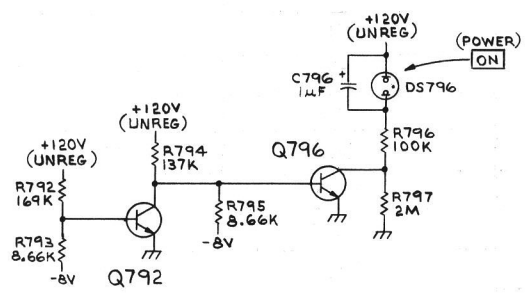 +120V
(UNREG)
(POWER)
ON
C796
+
1µF
DS796
+120V
(UNREG)
R794
137K
Q796
R796
100K
+120V
(UNREG)
R792
169K
R795
8.66K
-8V
R797
2M
R793
8.66K
-8V
Q792